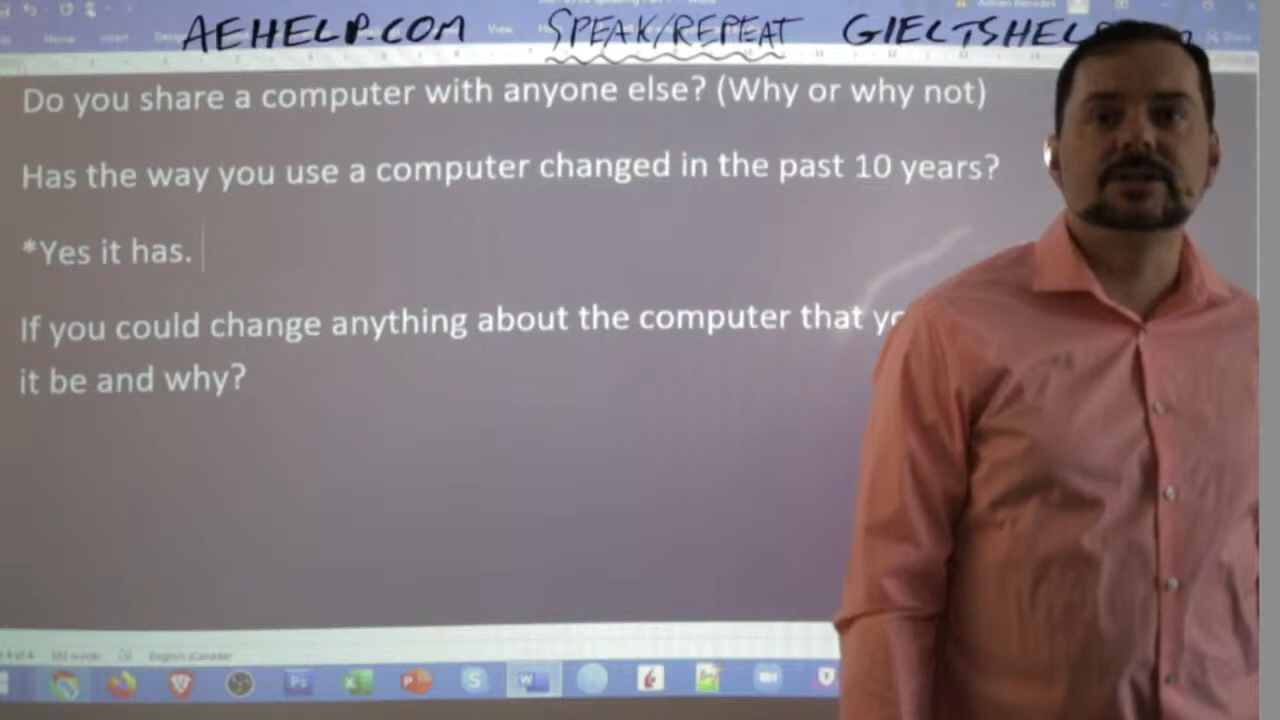 AEHELP.COM SPEAK/REPEAT GIELTSHEL
Do you share a computer with anyone else? (Why or why not)
Has the way you use a computer changed in the past 10 years?
*Yes it has.
If you could change anything about the computer that
it be and why?